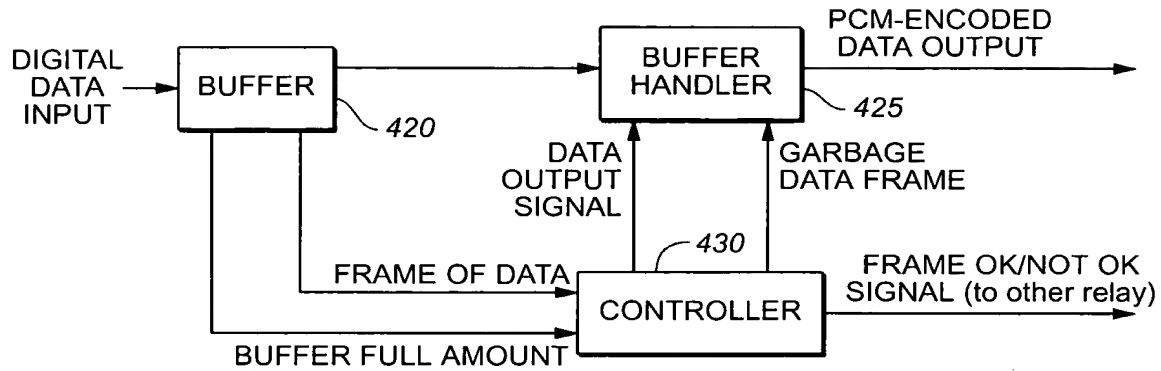 DIGITAL
DATA
INPUT
BUFFER
420
BUFFER
HANDLER
425
PCM-ENCODED
DATA OUTPUT
DATA
OUTPUT
SIGNAL
GARBAGE
DATA FRAME
430
FRAME OF DATA
CONTROLLER
BUFFER FULL AMOUNT
FRAME OK/NOT OK
SIGNAL (to other relay)